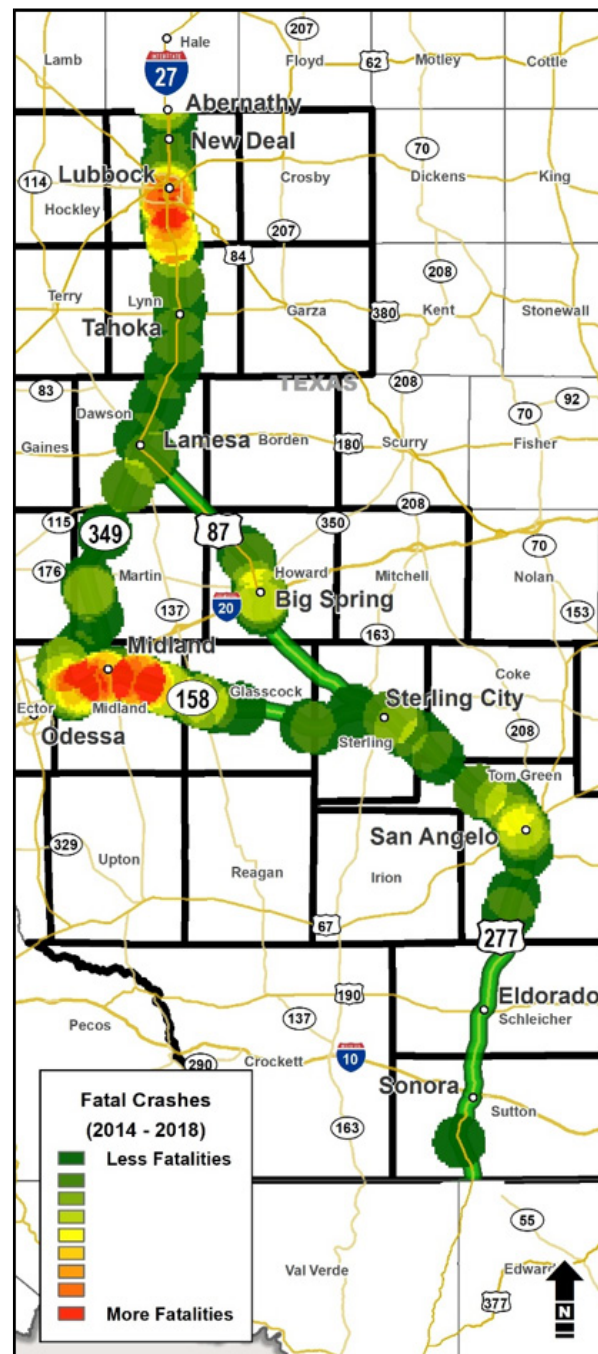 Hale
207
Lamb
INTERSTATE
27
Floyd
62
Motley
Cottle
Abernathy
New Deal
70
Lubbock
114
Crosby
Dickens
King
Hockley
207
84
208
Terry
Lynn
Garza
380
Kent
Stonewall
Tahoka
TEXAS
208
83
92
Dawson
70
Gaines
Lamesa
Borden
180
Scurry
Fisher
208
115
349
87
350
70
176
Martin
Howard
Mitchell
Nolan
137
20
Big Spring
153
163
Midland
Coke
158
Glasscock
Sterling City
Ector
Midland
208
Odessa
Sterling
Tom Green
San Angelo
329
Upton
Reagan
Irion
67
277
190
Eldorado
Pecos
137
Schleicher
290
Crockett
10
Sonora
Sutton
163
Fatal Crashes
(2014 - 2018)
Less Fatalities
More Fatalities
55
Val Verde
Edward
377
N